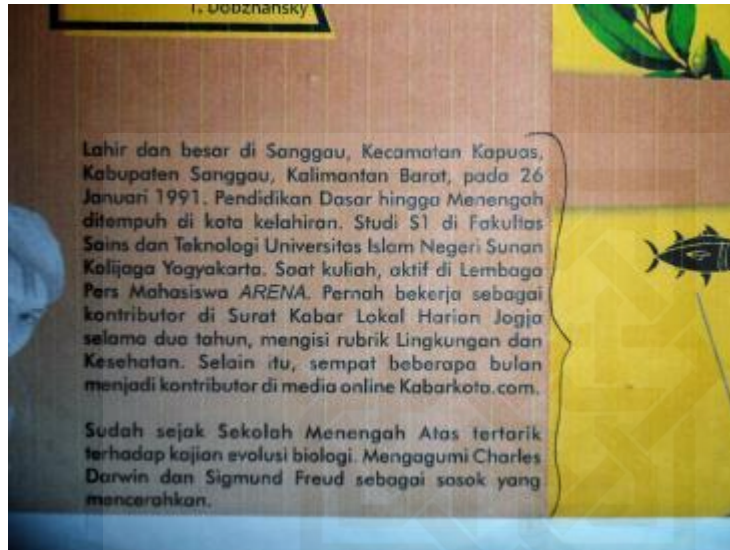 T. Dobzhansky
Lahir dan besar di Sanggau, Kecamatan Kapuas,
Kabupaten Sanggau, Kalimantan Barat, pada 26
Januari 1991. Pendidikan Dasar hingga Menengah
ditempuh di kota kelahiran. Studi S1 di Fakultas
Sains dan Teknologi Universitas Islam Negeri Sunan
Kalijaga Yogyakarta. Saat kuliah, aktif di Lembaga
Pers Mahasiswa ARENA. Pernah bekerja sebagai
kontributor di Surat Kabar Lokal Harian Jogja
selama dua tahun, mengisi rubrik Lingkungan dan
Kesehatan. Selain itu, sempat beberapa bulan
menjadi kontributor di media online Kabarkota.com.
Sudah sejak Sekolah Menengah Atas tertarik
terhadap kajian evolusi biologi. Mengagumi Charles
Darwin dan Sigmund Freud sebagai sosok yang
mencerahkan.